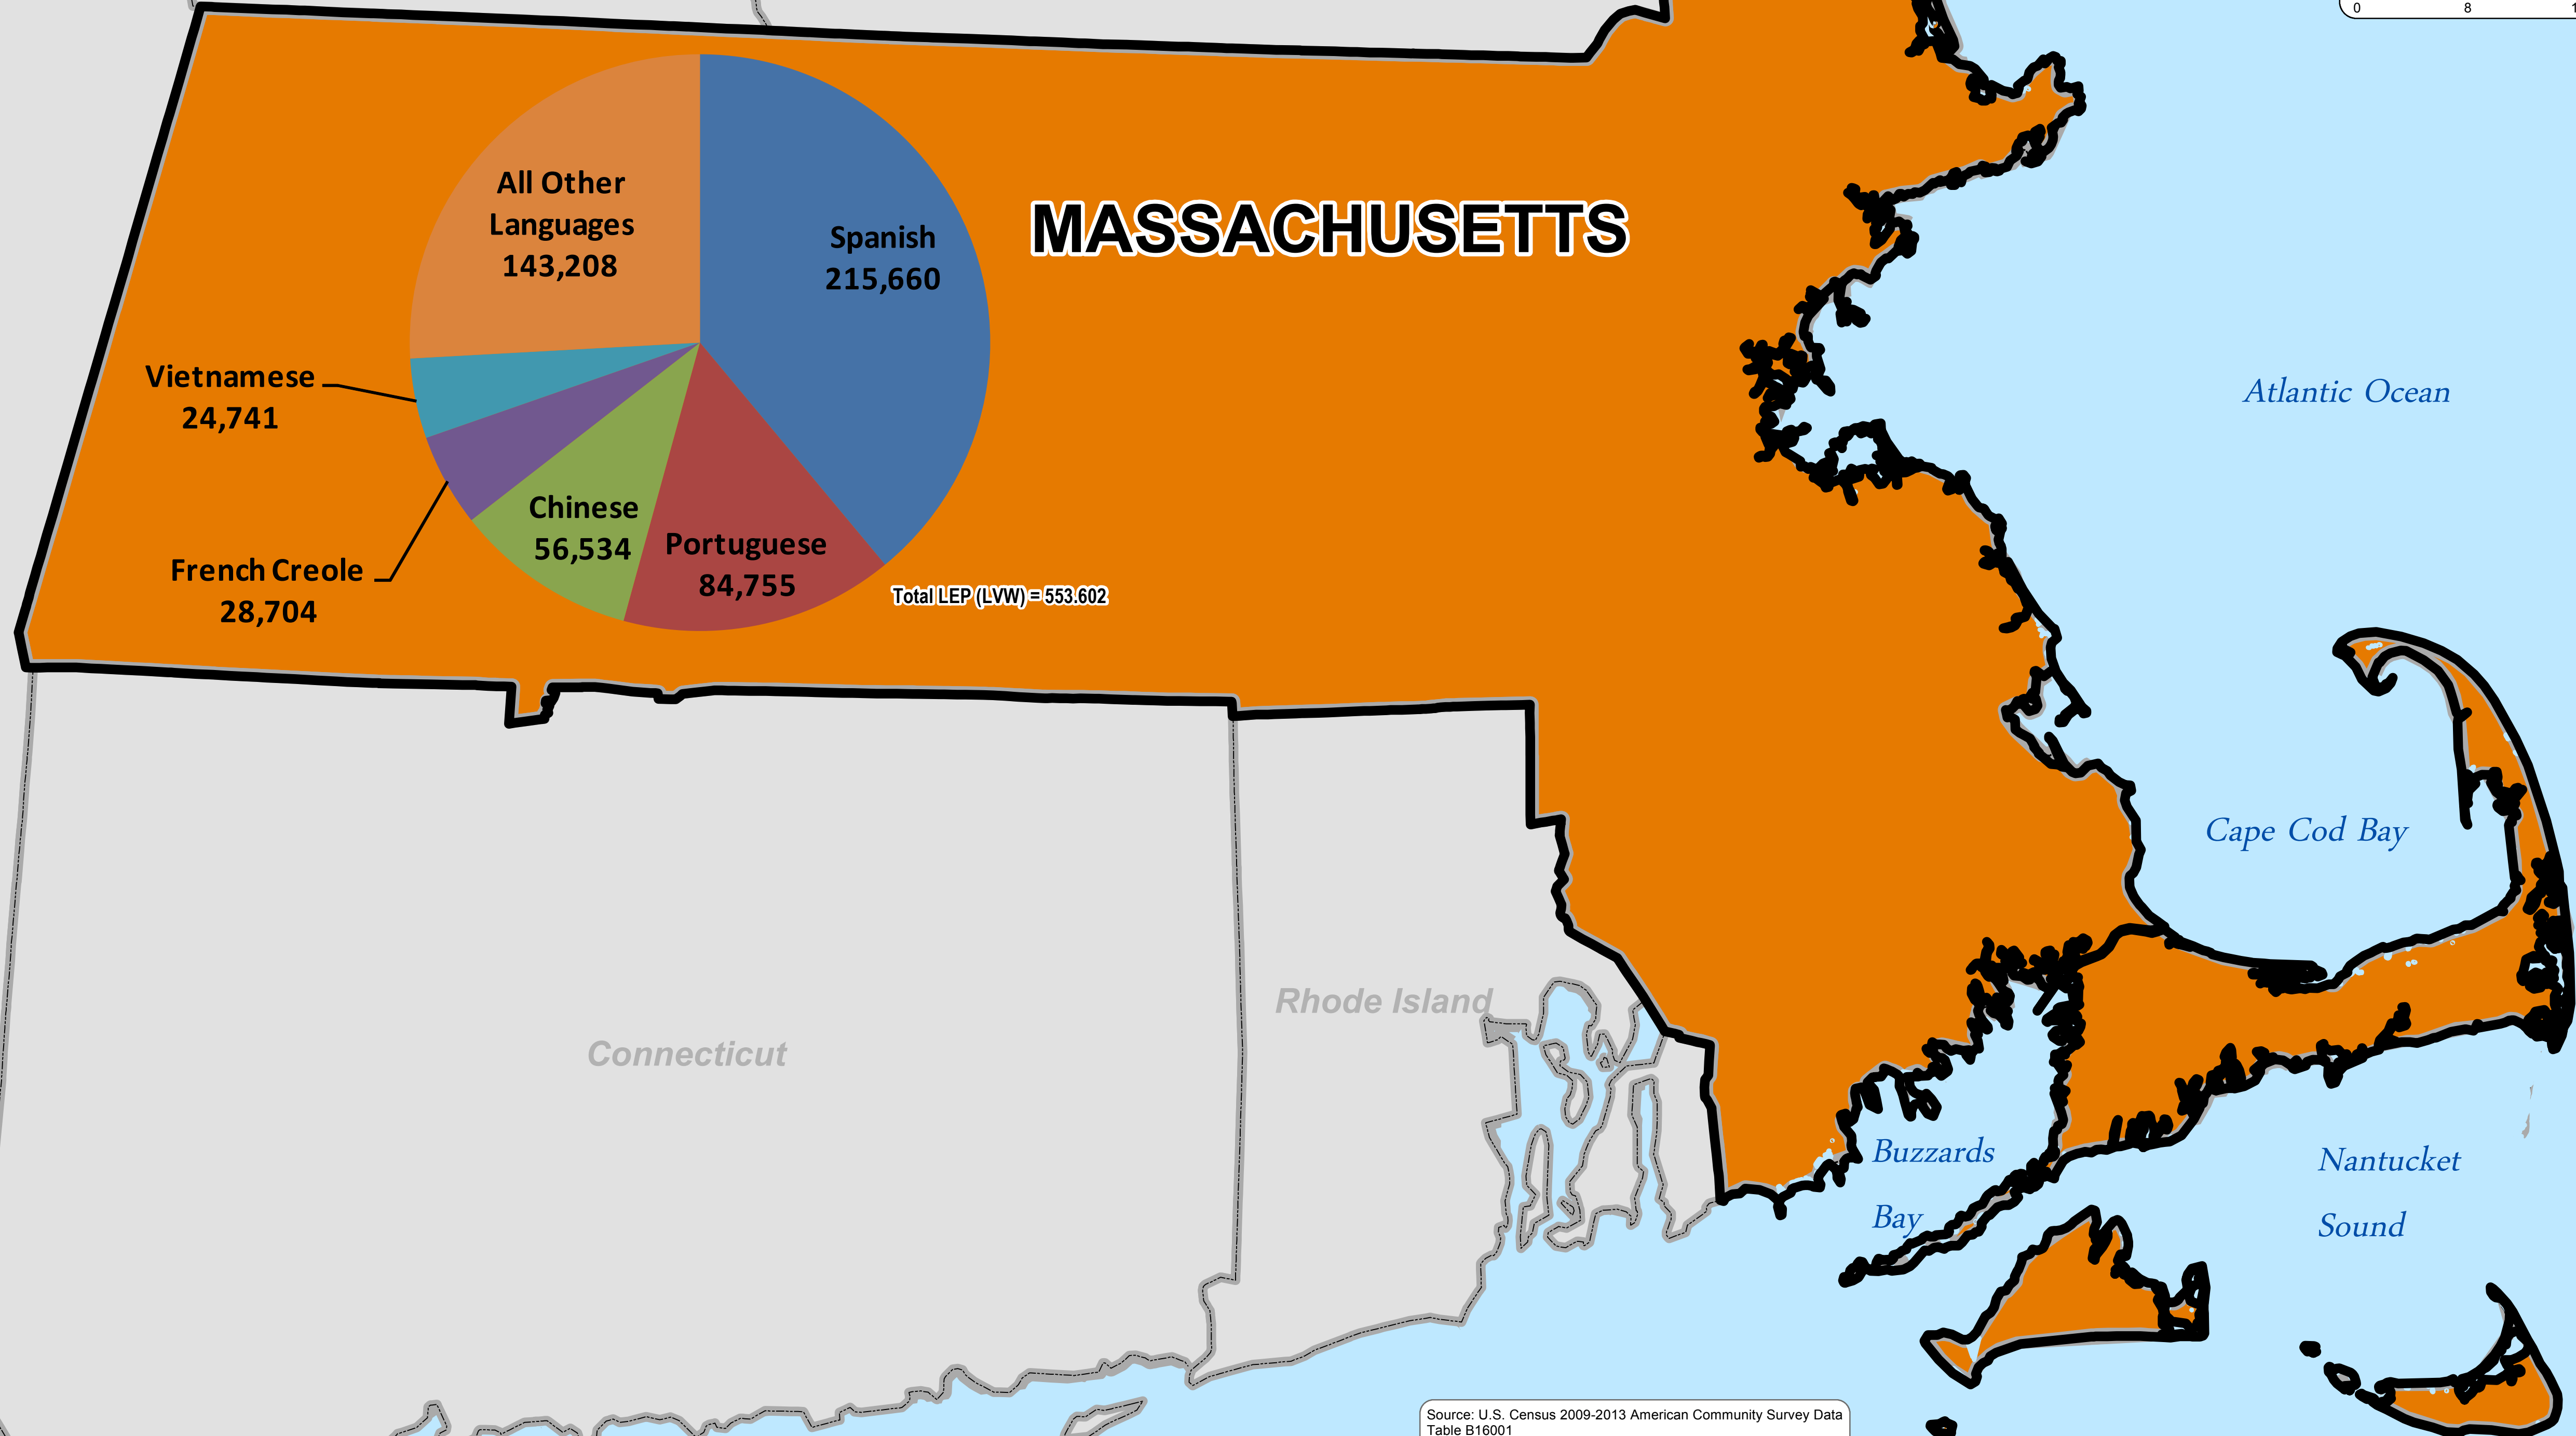 0 8
All Other
Languages
143,208
Spanish
215,660
MASSACHUSETTS
Vietnamese
24,741
French Creole
28,704
Chinese
56,534
Portuguese
84,755
Total LEP (LVW) = 553.602
Atlantic Ocean
Cape Cod Bay
Rhode Island
Connecticut
Buzzards
Bay
Nantucket
Sound
Source: U.S. Census 2009-2013 American Community Survey Data
Table B16001